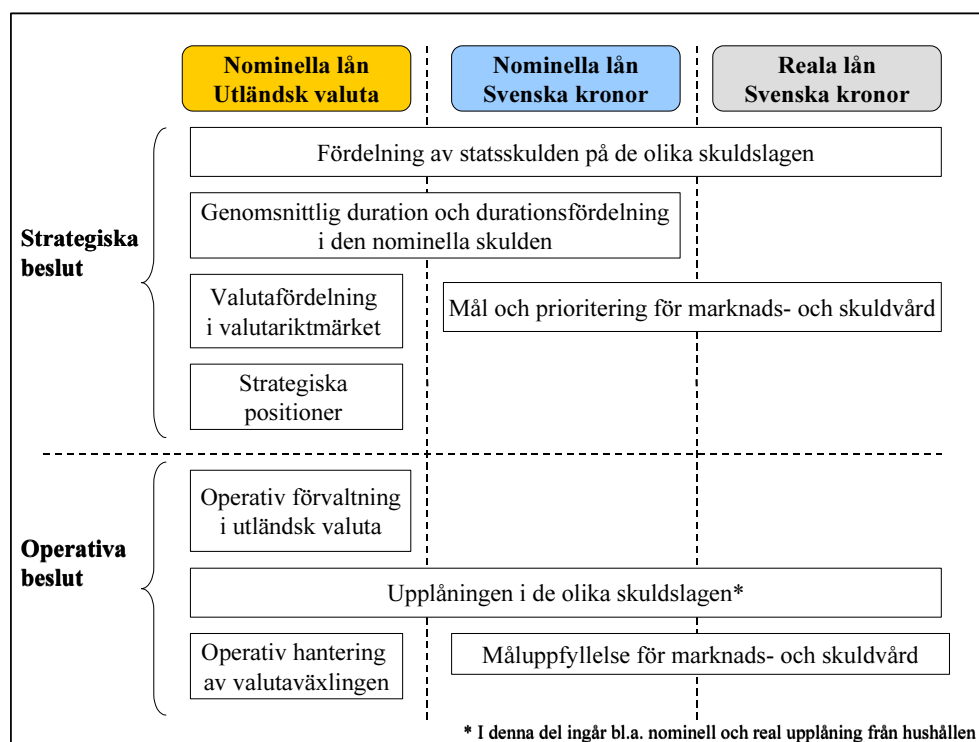 Nominella lån
Utländsk valuta
Nominella lån
Svenska kronor
Reala lån
Svenska kronor
Fördelning av statsskulden på de olika skuldslagen
Genomsnittlig duration och durationsfördelning
i den nominella skulden
Strategiska
beslut
Valutafördelning
i valutariktmärket
Mål och prioritering för marknads- och skuldvård
Strategiska
positioner
Operativ förvaltning
i utländsk valuta
Operativa
beslut
Upplåningen i de olika skuldslagen*
Operativ hantering
av valutaväxlingen
Måluppfyllelse för marknads- och skuldvård
* I denna del ingår bl.a. nominell och real upplåning från hushållen